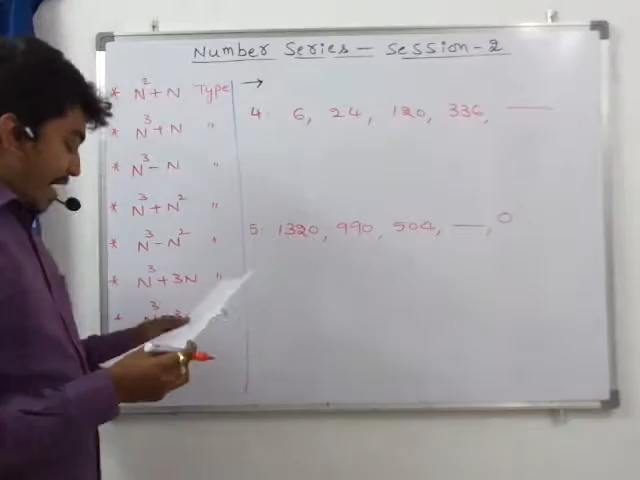 Number Series - Session-2
* N²+N Type →
* N³+N "
* N³-N "
* N³+N² "
* N³-N² "
* N³+3N "
4. 6, 24, 120, 336, ___
5. 1320, 990, 504, ___, 0